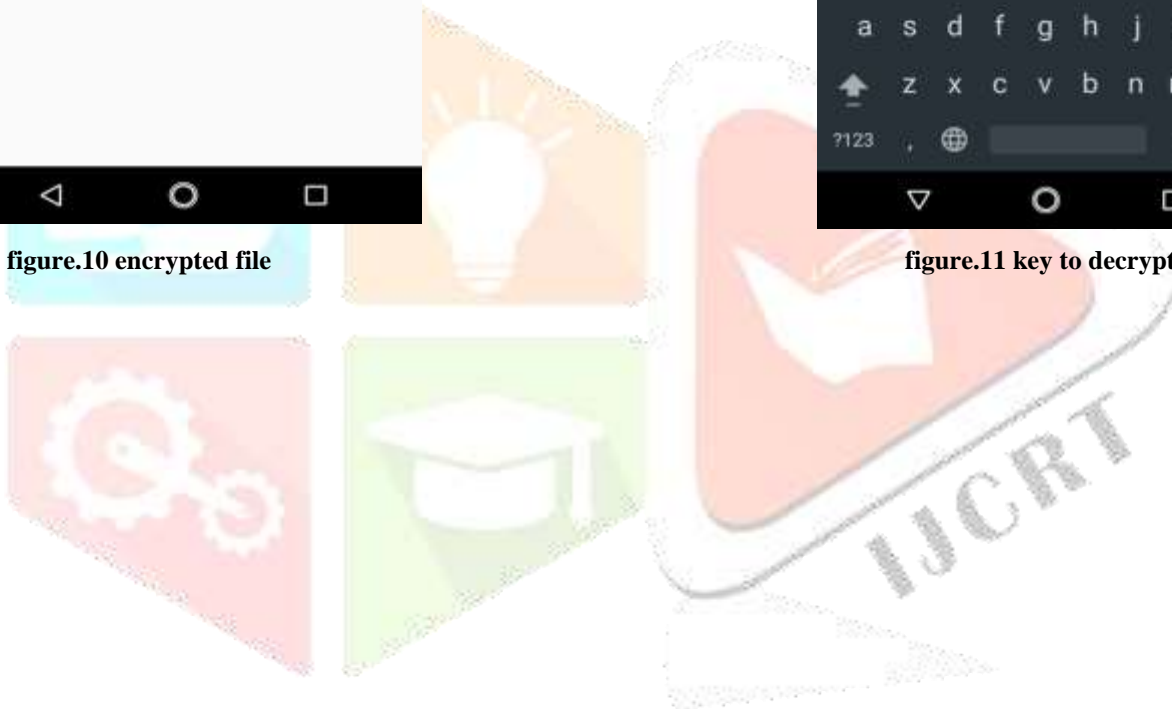 a s d f g h j
z x c v b n
?123 ,
figure.10 encrypted file
figure.11 key to decrypt
IJCRT